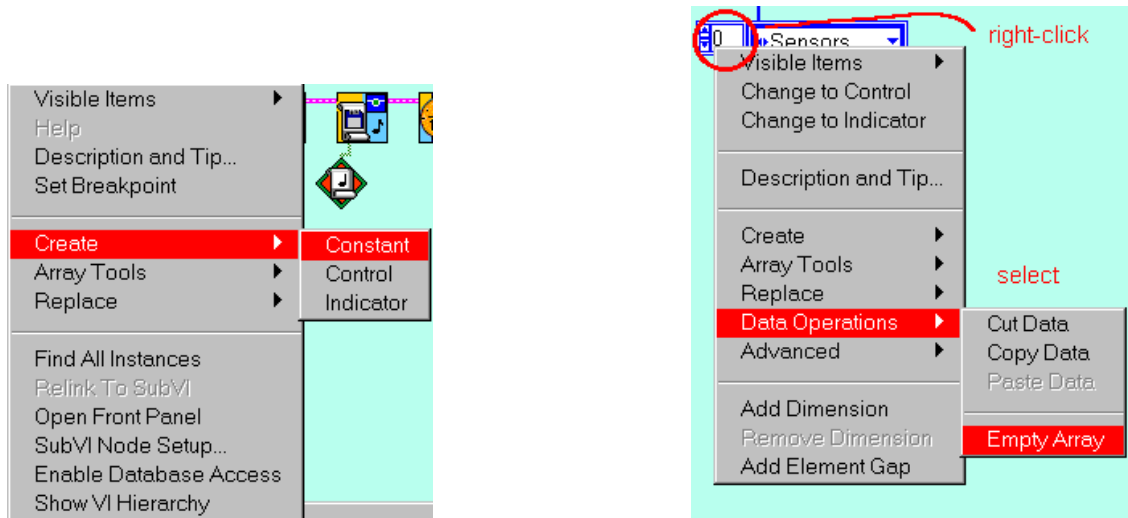 Visible Items
Help
Description and Tip...
Set Breakpoint
Create
Array Tools
Replace
Find All Instances
Relink To SubVI
Open Front Panel
SubVI Node Setup...
Enable Database Access
Show VI Hierarchy
Constant
Control
Indicator
0
Sensors
right-click
Visible Items
Change to Control
Change to Indicator
Description and Tip...
Create
Array Tools
Replace
Data Operations
Advanced
Add Dimension
Remove Dimension
Add Element Gap
select
Cut Data
Copy Data
Paste Data
Empty Array